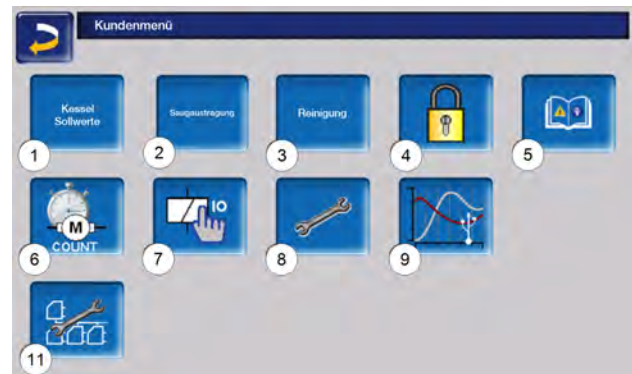 Kundenmenü
Kessel
Sollwerte
Saugaustragung
Reinigung
1
2
3
4
5
M
COUNT
IO
6
7
8
9
11